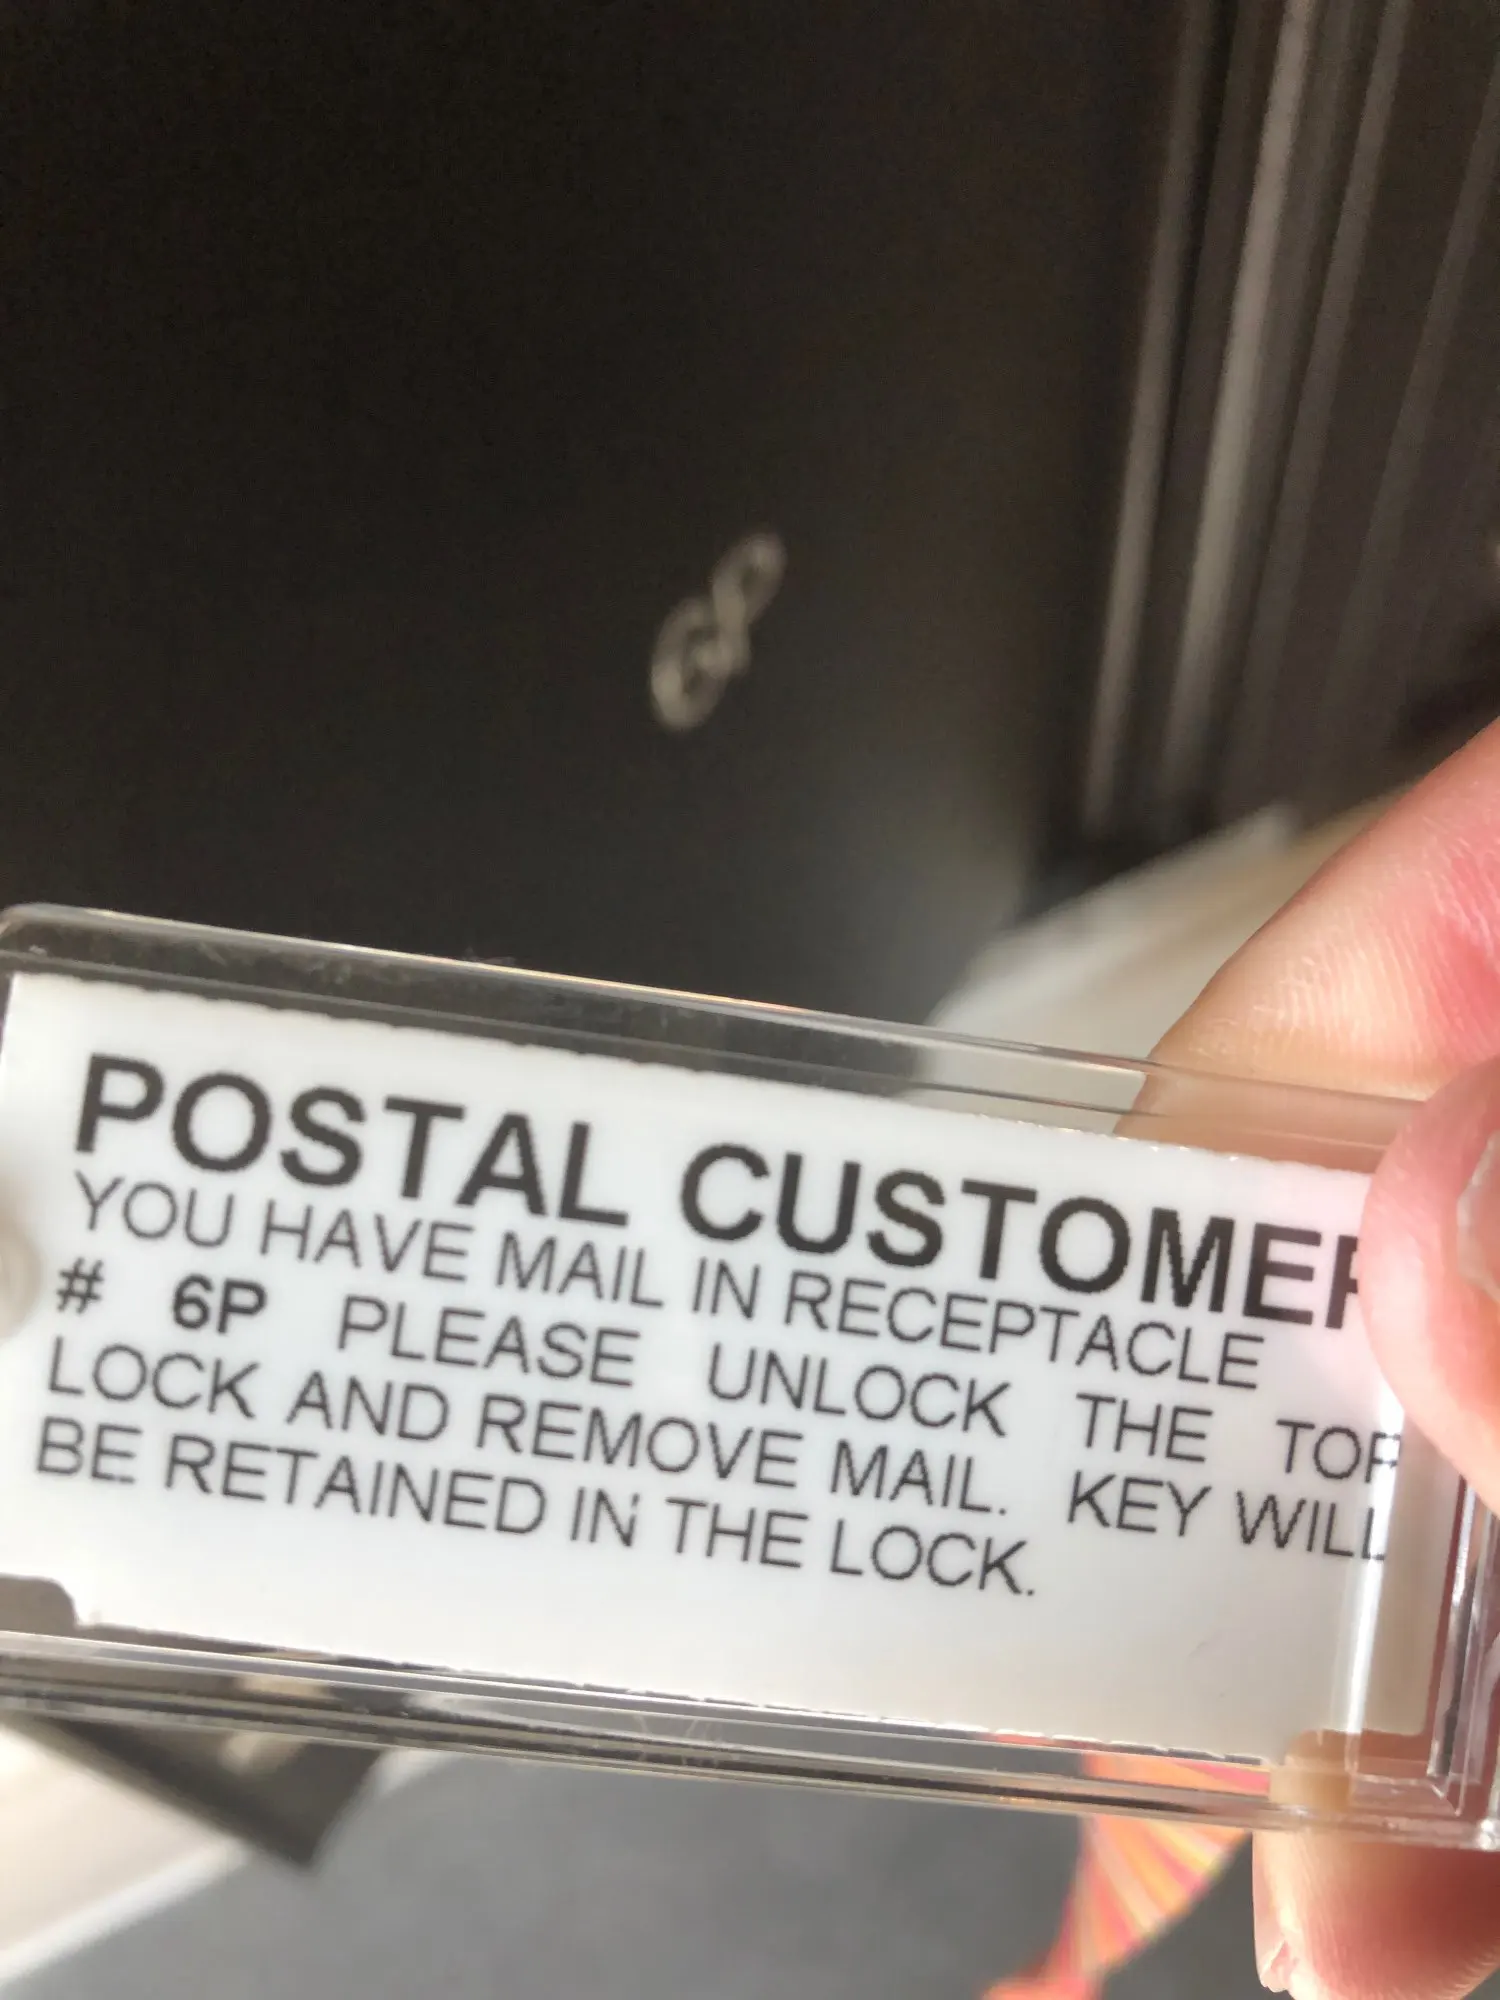 POSTAL CUSTOMER
YOU HAVE MAIL IN RECEPTACLE
# 6P PLEASE UNLOCK THE TOP
LOCK AND REMOVE MAIL. KEY WILL
BE RETAINED IN THE LOCK.